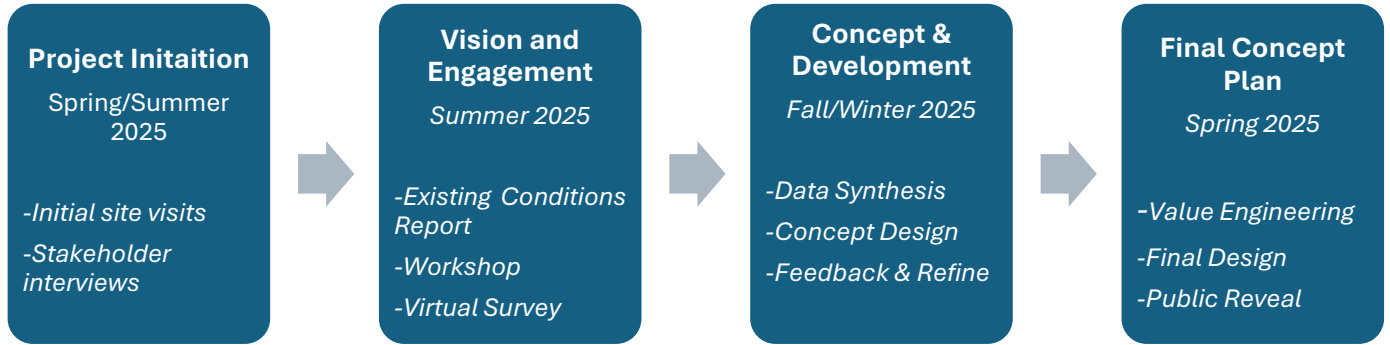 Project Initaition
Spring/Summer
2025
-Initial site visits
-Stakeholder
interviews
Vision and
Engagement
Summer 2025
-Existing Conditions
Report
-Workshop
-Virtual Survey
Concept &
Development
Fall/Winter 2025
-Data Synthesis
-Concept Design
-Feedback & Refine
Final Concept
Plan
Spring 2025
-Value Engineering
-Final Design
-Public Reveal